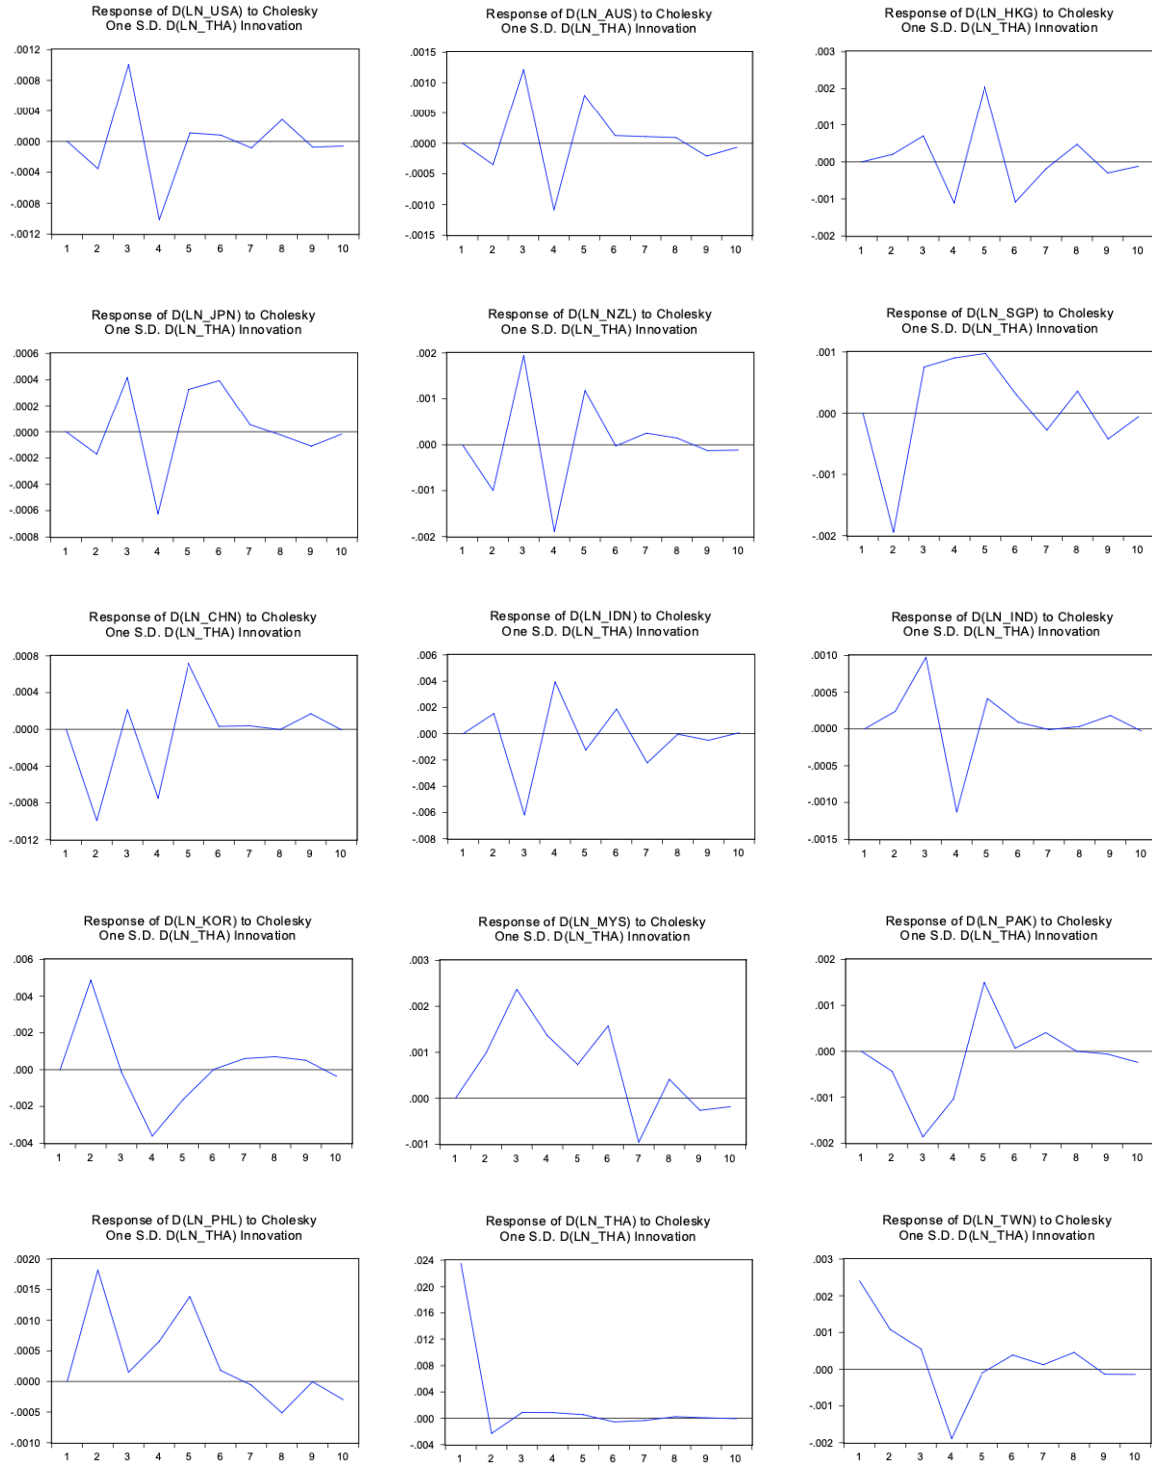 Response of D(LN_USA) to Cholesky
One S.D. D(LN_THA) Innovation
.0012
.0008
.0004
.0000
-.0004
-.0008
-.0012
1 2 3 4 5 6 7 8 9 10
Response of D(LN_AUS) to Cholesky
One S.D. D(LN_THA) Innovation
.0015
.0010
.0005
.0000
-.0005
-.0010
-.0015
1 2 3 4 5 6 7 8 9 10
Response of D(LN_HKG) to Cholesky
One S.D. D(LN_THA) Innovation
.003
.002
.001
.000
-.001
-.002
1 2 3 4 5 6 7 8 9 10
Response of D(LN_JPN) to Cholesky
One S.D. D(LN_THA) Innovation
.0006
.0004
.0002
.0000
-.0002
-.0004
-.0006
-.0008
1 2 3 4 5 6 7 8 9 10
Response of D(LN_NZL) to Cholesky
One S.D. D(LN_THA) Innovation
.002
.001
.000
-.001
-.002
1 2 3 4 5 6 7 8 9 10
Response of D(LN_SGP) to Cholesky
One S.D. D(LN_THA) Innovation
.001
.000
-.001
-.002
1 2 3 4 5 6 7 8 9 10
Response of D(LN_CHN) to Cholesky
One S.D. D(LN_THA) Innovation
.0008
.0004
.0000
-.0004
-.0008
-.0012
1 2 3 4 5 6 7 8 9 10
Response of D(LN_IDN) to Cholesky
One S.D. D(LN_THA) Innovation
.006
.004
.002
.000
-.002
-.004
-.006
-.008
1 2 3 4 5 6 7 8 9 10
Response of D(LN_IND) to Cholesky
One S.D. D(LN_THA) Innovation
.0010
.0005
.0000
-.0005
-.0010
-.0015
1 2 3 4 5 6 7 8 9 10
Response of D(LN_KOR) to Cholesky
One S.D. D(LN_THA) Innovation
.006
.004
.002
.000
-.002
-.004
1 2 3 4 5 6 7 8 9 10
Response of D(LN_MYS) to Cholesky
One S.D. D(LN_THA) Innovation
.003
.002
.001
.000
-.001
1 2 3 4 5 6 7 8 9 10
Response of D(LN_PAK) to Cholesky
One S.D. D(LN_THA) Innovation
.002
.001
.000
-.001
-.002
1 2 3 4 5 6 7 8 9 10
Response of D(LN_PHL) to Cholesky
One S.D. D(LN_THA) Innovation
.0020
.0015
.0010
.0005
.0000
-.0005
-.0010
1 2 3 4 5 6 7 8 9 10
Response of D(LN_THA) to Cholesky
One S.D. D(LN_THA) Innovation
.024
.020
.016
.012
.008
.004
.000
-.004
1 2 3 4 5 6 7 8 9 10
Response of D(LN_TWN) to Cholesky
One S.D. D(LN_THA) Innovation
.003
.002
.001
.000
-.001
-.002
1 2 3 4 5 6 7 8 9 10